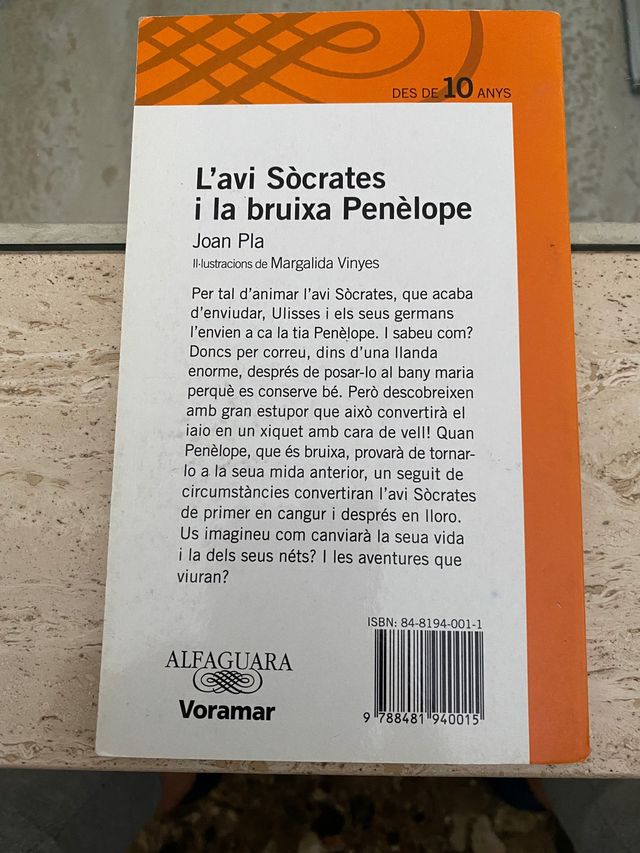 DES DE 10 ANYS
L'avi Sòcrates
i la bruixa Penèlope
Joan Pla
Il·lustracions de Margalida Vinyes
Per tal d'animar l'avi Sòcrates, que acaba
d'enviudar, Ulisses i els seus germans
l'envien a ca la tia Penèlope. I sabeu com?
Doncs per correu, dins d'una llanda
enorme, després de posar-lo al bany maria
perquè es conserve bé. Però descobreixen
amb gran estupor que això convertirà el
iaio en un xiquet amb cara de vell! Quan
Penèlope, que és bruixa, provarà de tornar-
lo a la seua mida anterior, un seguit de
circumstàncies convertiran l'avi Sòcrates
de primer en cangur i després en lloro.
Us imagineu com canviarà la seua vida
i la dels seus néts? I les aventures que
viuran?
ISBN: 84-8194-001-1
ALFAGUARA
Voramar
9 788481 940015